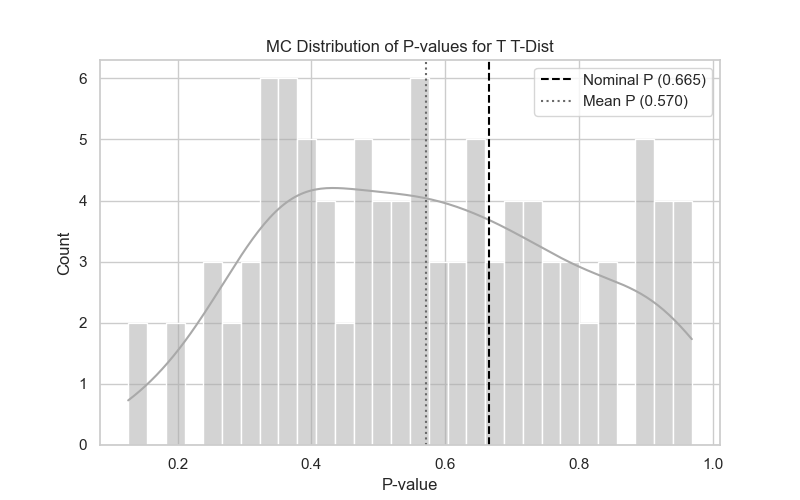 MC Distribution of P-values for T T-Dist
Nominal P (0.665)
Mean P (0.570)
6
5
4
3
2
1
0
Count
0.2 0.4 0.6 0.8 1.0
P-value